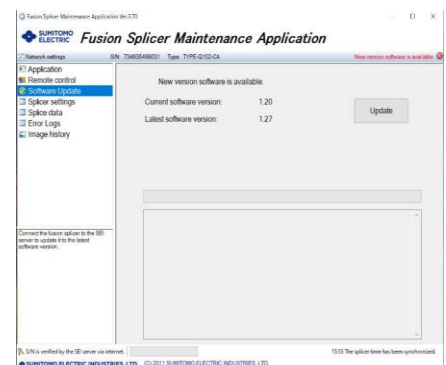 Fusion Splicer Maintenance Application Ver.3.70
SUMITOMO ELECTRIC Fusion Splicer Maintenance Application
Network settings S/N 734605499031 Type TYPE-Q102-CA New version software is available.
Application
Remote control
Software Update
Splicer settings
Splice data
Error Logs
Image history
New version software is available.
Current software version: 1.20
Latest software version: 1.27
Update
Connect the fusion splicer to the SEI
server to update it to the latest
software version.
S/N is verified by the SEI server via internet. 15:55 The splicer time has been synchronized.
SUMITOMO ELECTRIC INDUSTRIES, LTD. (C) 2011 SUMITOMO ELECTRIC INDUSTRIES, LTD.